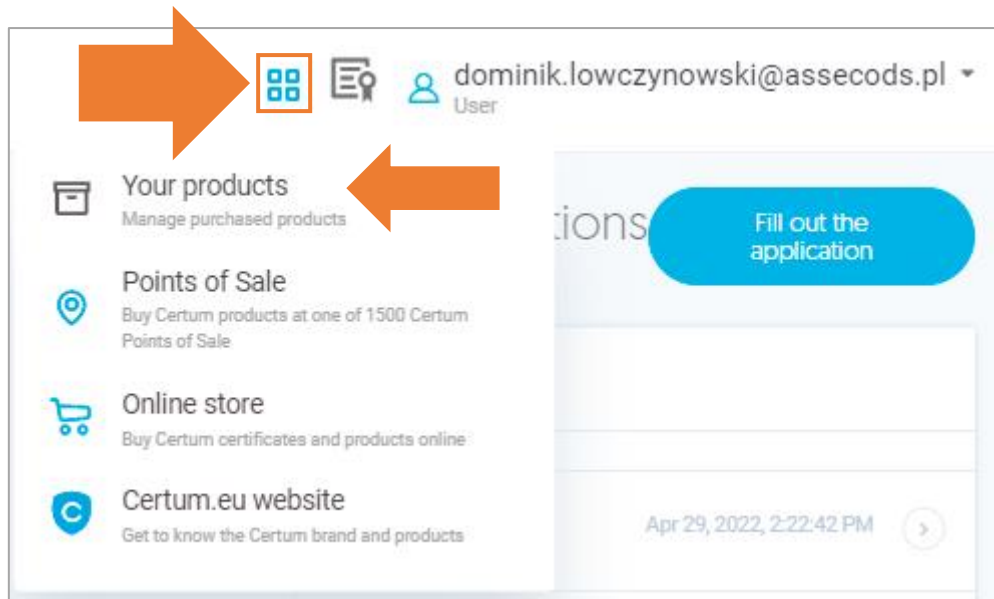 dominik.lowczynowski@assecods.pl
User
Your products
Manage purchased products
tions
Fill out the
application
Points of Sale
Buy Certum products at one of 1500 Certum
Points of Sale
Online store
Buy Certum certificates and products online
Certum.eu website
Get to know the Certum brand and products
Apr 29, 2022, 2:22:42 PM